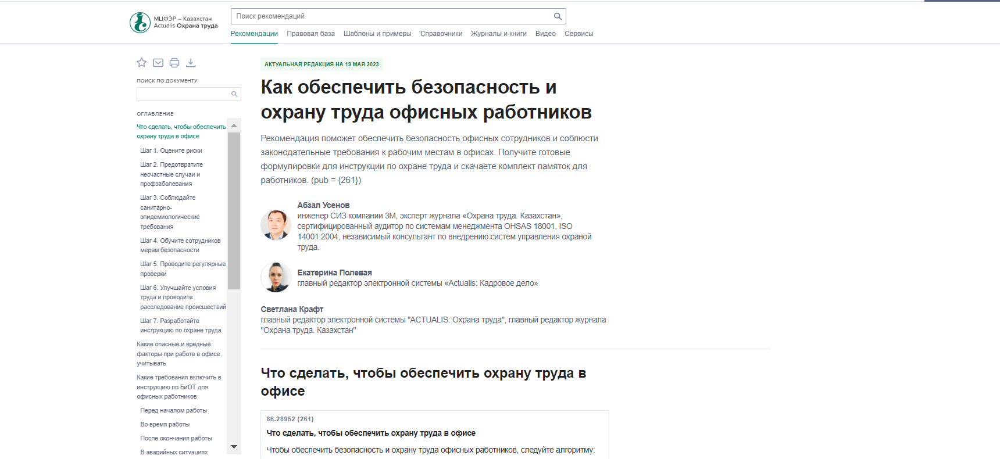 МЦФЭР – Казахстан
Actualis Охрана труда
Поиск рекомендаций
Рекомендации Правовая база Шаблоны и примеры Справочники Журналы и книги Видео Сервисы
ПОИСК ПО ДОКУМЕНТУ
ОГЛАВЛЕНИЕ
Что сделать, чтобы обеспечить
охрану труда в офисе
Шаг 1. Оцените риски
Шаг 2. Предотвратите
несчастные случаи и
профзаболевания
Шаг 3. Соблюдайте
санитарно-
эпидемиологические
требования
Шаг 4. Обучите сотрудников
мерам безопасности
Шаг 5. Проводите регулярные
проверки
Шаг 6. Улучшайте условия
труда и проводите
расследование происшествий
Шаг 7. Разработайте
инструкцию по охране труда
Какие опасные и вредные
факторы при работе в офисе
учитывать
Какие требования включить в
инструкцию по БиОТ для
офисных работников
Перед началом работы
Во время работы
После окончания работы
В аварийных ситуациях
АКТУАЛЬНАЯ РЕДАКЦИЯ НА 19 МАЯ 2023
Как обеспечить безопасность и
охрану труда офисных работников
Рекомендация поможет обеспечить безопасность офисных сотрудников и соблюсти
законодательные требования к рабочим местам в офисах. Получите готовые
формулировки для инструкции по охране труда и скачаете комплект памяток для
работников. (pub = {261})
Абзал Усенов
инженер СИЗ компании 3М, эксперт журнала «Охрана труда. Казахстан»,
сертифицированный аудитор по системам менеджмента OHSAS 18001, ISO
14001:2004, независимый консультант по внедрению систем управления охраной
труда.
Екатерина Полевая
главный редактор электронной системы «Actualis: Кадровое дело»
Светлана Крафт
главный редактор электронной системы "ACTUALIS: Охрана труда", главный редактор журнала
"Охрана труда. Казахстан"
Что сделать, чтобы обеспечить охрану труда в
офисе
86.28952 (261)
Что сделать, чтобы обеспечить охрану труда в офисе
Чтобы обеспечить безопасность и охрану труда офисных работников, следуйте алгоритму: